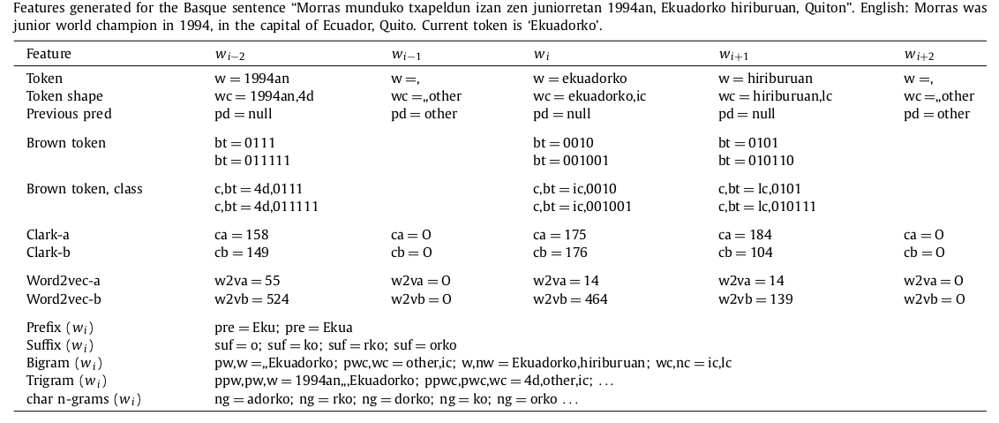 Features generated for the Basque sentence “Morras munduko txapeldun izan zen juniorretan 1994an, Ekuadorko hiriburuan, Quiton”. English: Morras was
junior world champion in 1994, in the capital of Ecuador, Quito. Current token is ‘Ekuadorko’.
Feature wi−2 wi−1 wi wi+1 wi+2
Token w = 1994an w =, w = ekuadorko w = hiriburuan w =,
Token shape wc = 1994an,4d wc =,,other wc = ekuadorko,ic wc = hiriburuan,lc wc =,,other
Previous pred pd = null pd = other pd = null pd = null pd = other
Brown token bt = 0111 bt = 0010 bt = 0101
bt = 011111 bt = 001001 bt = 010110
Brown token, class c,bt = 4d,0111 c,bt = ic,0010 c,bt = lc,0101
c,bt = 4d,011111 c,bt = ic,001001 c,bt = lc,010111
Clark-a ca = 158 ca = O ca = 175 ca = 184 ca = O
Clark-b cb = 149 cb = O cb = 176 cb = 104 cb = O
Word2vec-a w2va = 55 w2va = O w2va = 14 w2va = 14 w2va = O
Word2vec-b w2vb = 524 w2vb = O w2vb = 464 w2vb = 139 w2vb = O
Prefix (wi) pre = Eku; pre = Ekua
Suffix (wi) suf = o; suf = ko; suf = rko; suf = orko
Bigram (wi) pw,w =,,Ekuadorko; pwc,wc = other,ic; w,nw = Ekuadorko,hiriburuan; wc,nc = ic,lc
Trigram (wi) ppw,pw,w = 1994an,,,Ekuadorko; ppwc,pwc,wc = 4d,other,ic; ...
char n-grams (wi) ng = adorko; ng = rko; ng = dorko; ng = ko; ng = orko ...